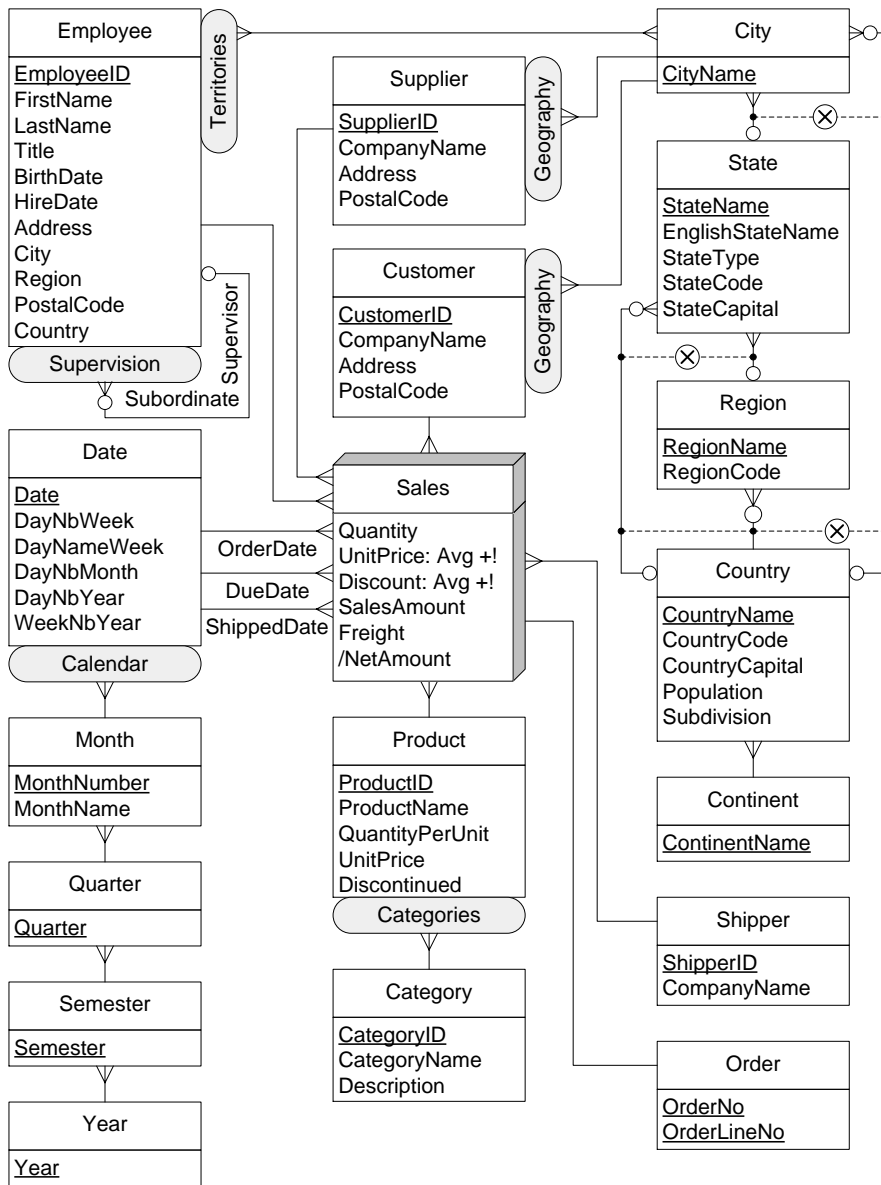 Employee
EmployeeID
FirstName
LastName
Title
BirthDate
HireDate
Address
City
Region
PostalCode
Country
Supervision
Territories
Supervisor
Subordinate
Supplier
SupplierID
CompanyName
Address
PostalCode
Geography
Customer
CustomerID
CompanyName
Address
PostalCode
Geography
City
CityName
State
StateName
EnglishStateName
StateType
StateCode
StateCapital
Region
RegionName
RegionCode
Country
CountryName
CountryCode
CountryCapital
Population
Subdivision
Continent
ContinentName
Date
Date
DayNbWeek
DayNameWeek
DayNbMonth
DayNbYear
WeekNbYear
Calendar
OrderDate
DueDate
ShippedDate
Sales
Quantity
UnitPrice: Avg +!
Discount: Avg +!
SalesAmount
Freight
/NetAmount
Month
MonthNumber
MonthName
Quarter
Quarter
Semester
Semester
Year
Year
Product
ProductID
ProductName
QuantityPerUnit
UnitPrice
Discontinued
Categories
Category
CategoryID
CategoryName
Description
Shipper
ShipperID
CompanyName
Order
OrderNo
OrderLineNo